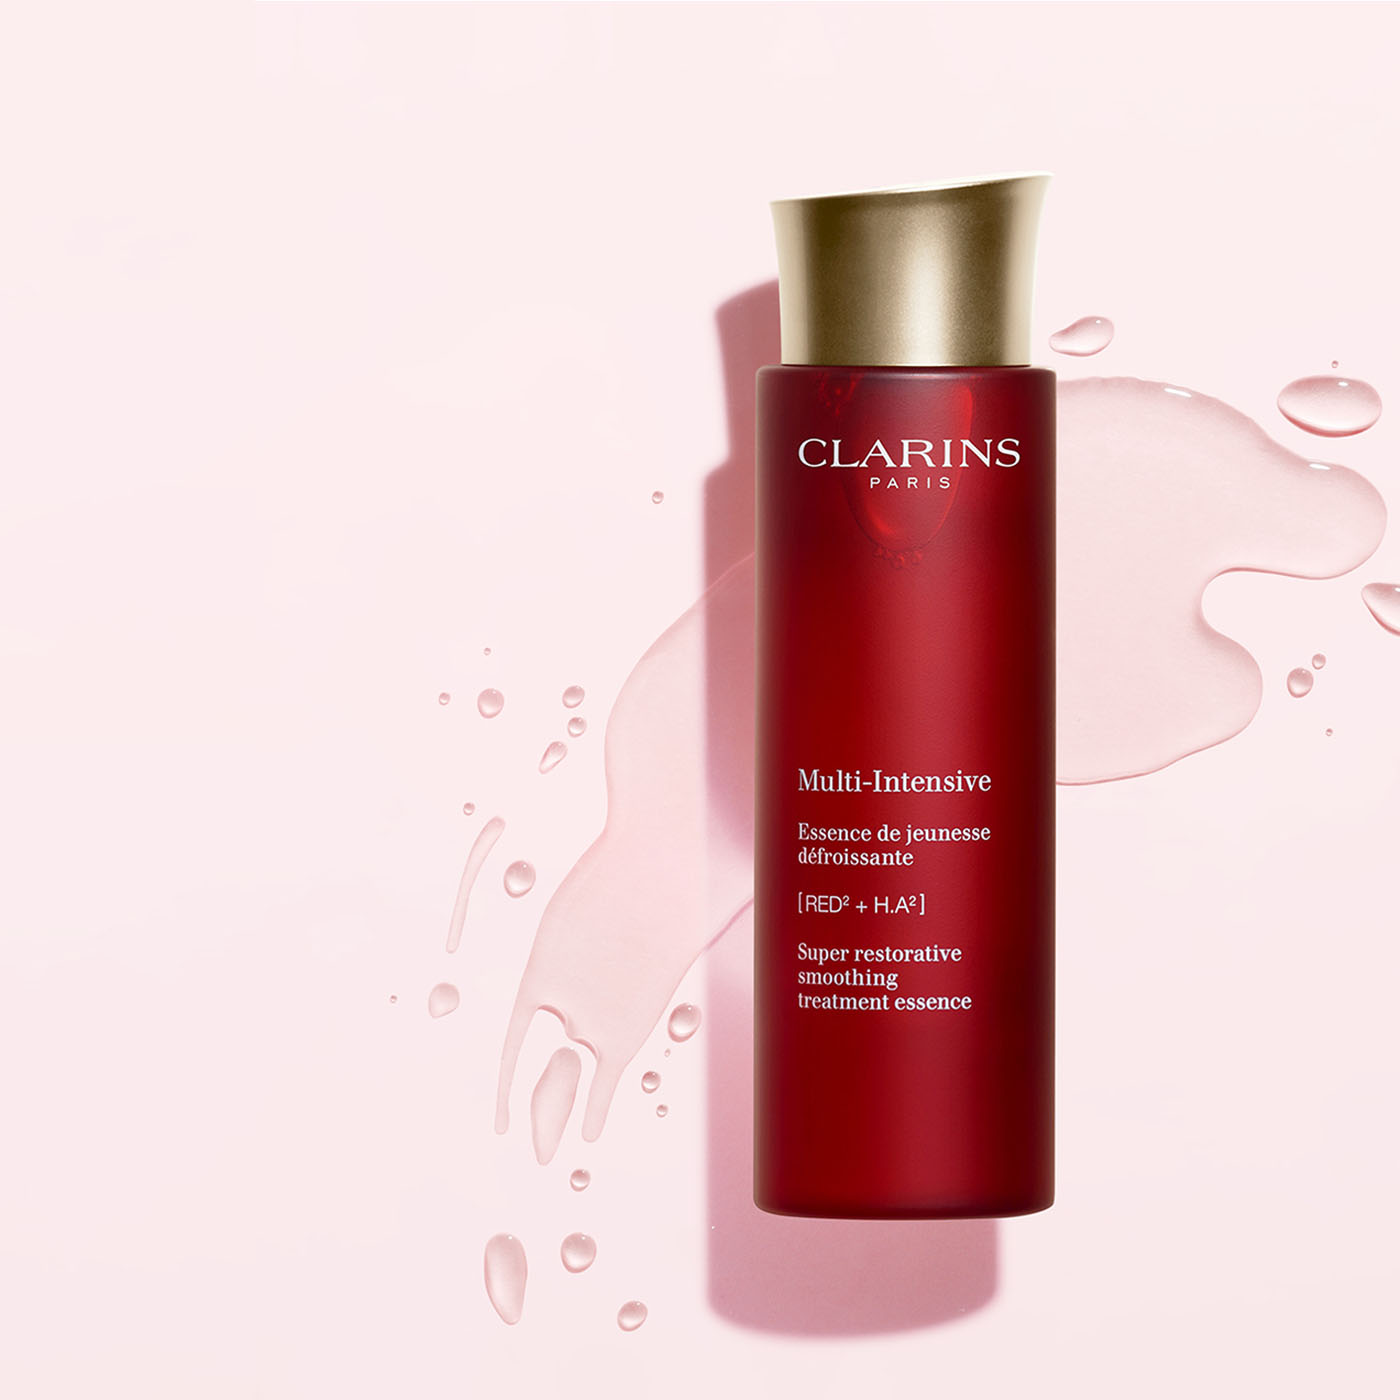 CLARINS
PARIS
Multi-Intensive
Essence de jeunesse
défroissante
[RED² + H.A²]
Super restorative
smoothing
treatment essence